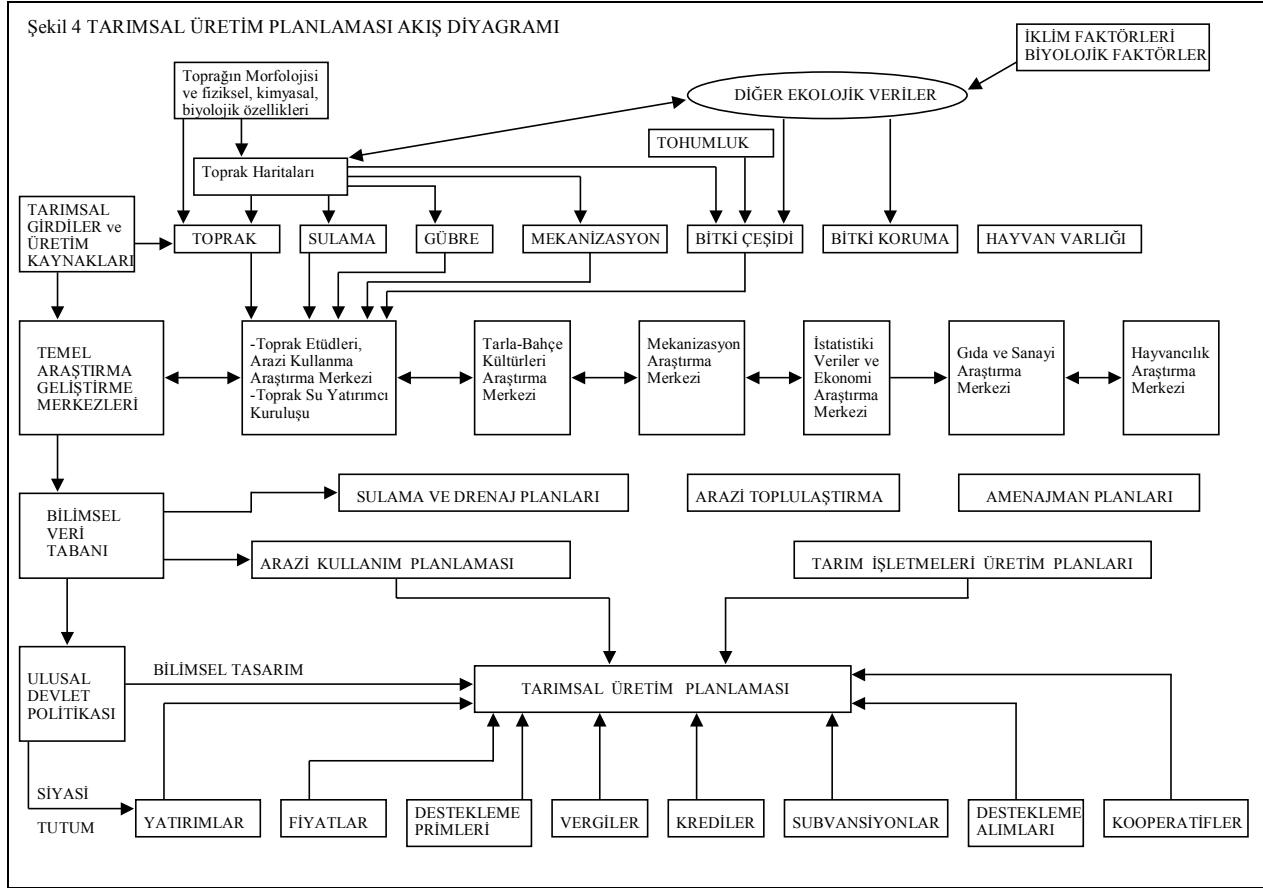 Şekil 4 TARIMSAL ÜRETİM PLANLAMASI AKIŞ DİYAGRAMI
İKLİM FAKTÖRLERİ
BİYOLOJİK FAKTÖRLER
Toprağın Morfolojisi
ve fiziksel, kimyasal,
biyolojik özellikleri
DİĞER EKOLOJİK VERİLER
TOHUMLUK
Toprak Haritaları
TARIMSAL
GİRDİLER ve
ÜRETİM
KAYNAKLARI
TOPRAK
SULAMA
GÜBRE
MEKANİZASYON
BİTKİ ÇEŞİDİ
BİTKİ KORUMA
HAYVAN VARLIĞI
TEMEL
ARAŞTIRMA
GELİŞTİRME
MERKEZLERİ
-Toprak Etüdleri,
Arazi Kullanma
Araştırma Merkezi
-Toprak Su Yatırımcı
Kuruluşu
Tarla-Bahçe
Kültürleri
Araştırma
Merkezi
Mekanizasyon
Araştırma
Merkezi
İstatistiki
Veriler ve
Ekonomi
Araştırma
Merkezi
Gıda ve Sanayi
Araştırma
Merkezi
Hayvancılık
Araştırma
Merkezi
BİLİMSEL
VERİ
TABANI
SULAMA VE DRENAJ PLANLARI
ARAZİ TOPLULAŞTIRMA
AMENAJMAN PLANLARI
ARAZİ KULLANIM PLANLAMASI
TARIM İŞLETMELERİ ÜRETİM PLANLARI
ULUSAL
DEVLET
POLİTİKASI
BİLİMSEL TASARIM
TARIMSAL ÜRETİM PLANLAMASI
SİYASİ
TUTUM
YATIRIMLAR
FİYATLAR
DESTEKLEME
PRİMLERİ
VERGİLER
KREDİLER
SUBVANSİYONLAR
DESTEKLEME
ALIMLARI
KOOPERATİFLER